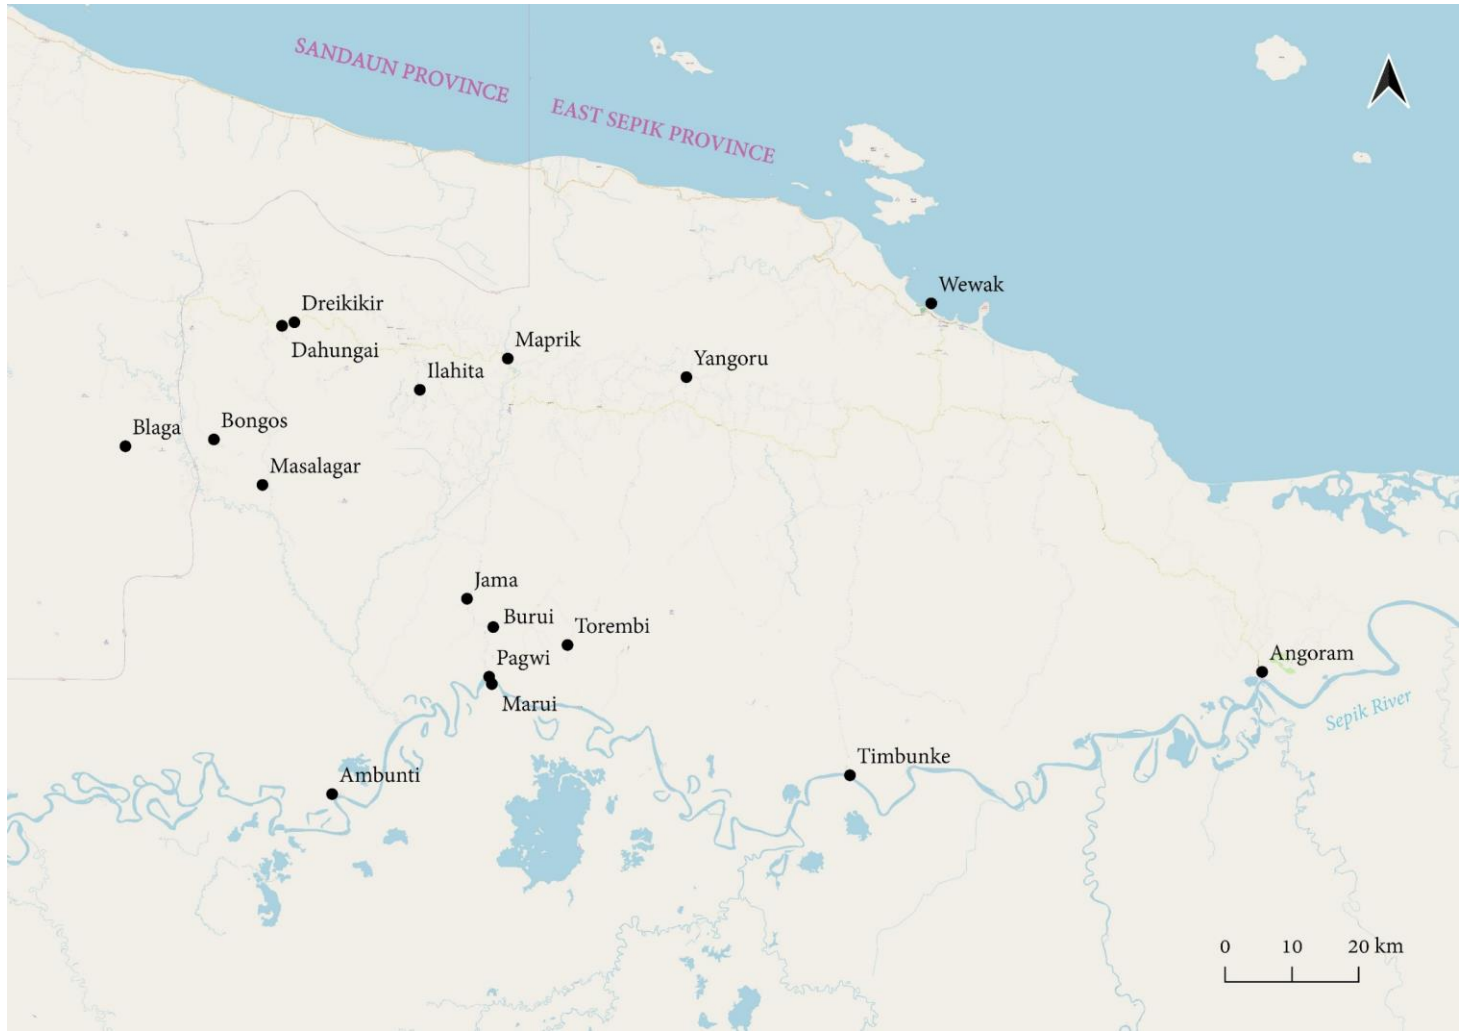 SANDAUN PROVINCE
EAST SEPIK PROVINCE
Wewak
Dreikikir
Dahungai
Maprik
Ilahita
Yangoru
Blaga
Bongos
Masalagar
Jama
Burui
Torembi
Pagwi
Marui
Angoram
Sepik River
Ambunti
Timbunke
0 10 20 km